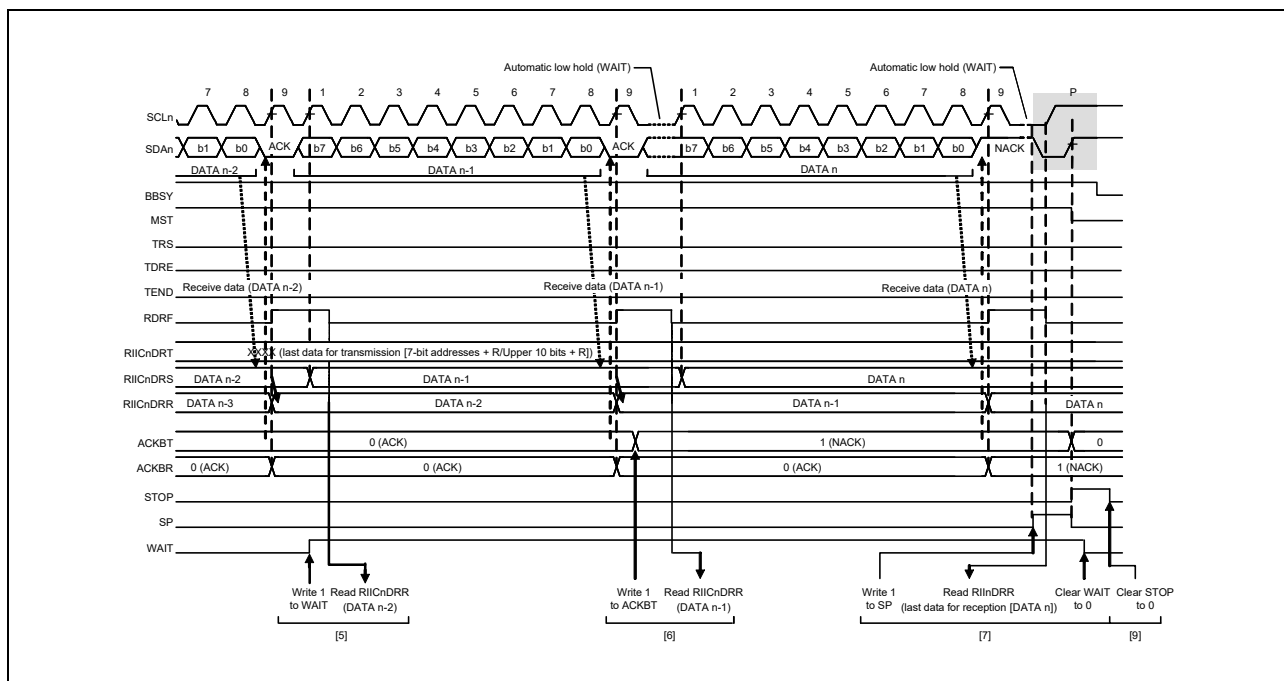 Automatic low hold (WAIT) Automatic low hold (WAIT)
7 8 9 1 2 3 4 5 6 7 8 9 1 2 3 4 5 6 7 8 9 P
SCLn
SDAn b1 b0 ACK b7 b6 b5 b4 b3 b2 b1 b0 ACK b7 b6 b5 b4 b3 b2 b1 b0 NACK
DATA n-2 DATA n-1 DATA n
BBSY
MST
TRS
TDRE
Receive data (DATA n-2) Receive data (DATA n-1) Receive data (DATA n)
TEND
RDRF
RIICnDRT XXXX (last data for transmission [7-bit addresses + R/Upper 10 bits + R])
RIICnDRS DATA n-2 DATA n-1 DATA n
RIICnDRR DATA n-3 DATA n-2 DATA n-1 DATA n
ACKBT 0 (ACK) 1 (NACK) 0
ACKBR 0 (ACK) 0 (ACK) 0 (ACK) 1 (NACK)
STOP
SP
WAIT
Write 1 Read RIICnDRR Write 1 Read RIICnDRR Write 1 Read RIInDRR Clear WAIT Clear STOP
to WAIT (DATA n-2) to ACKBT (DATA n-1) to SP (last data for reception [DATA n]) to 0 to 0
[5] [6] [7] [9]